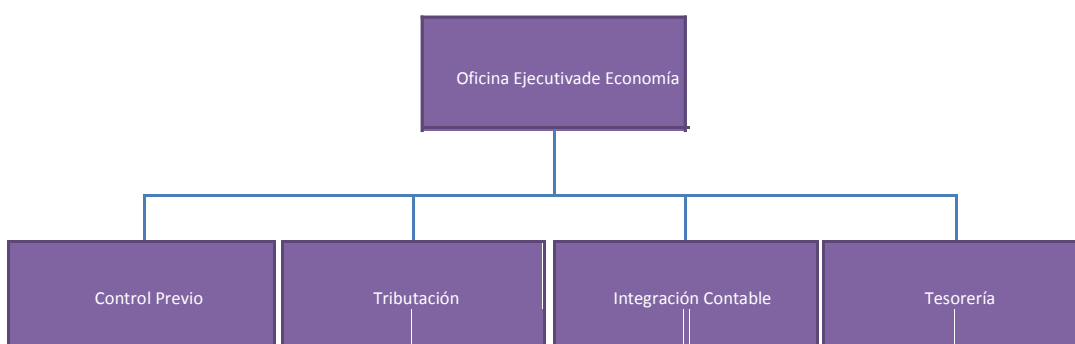 Oficina Ejecutivade Economía
Control Previo
Tributación
Integración Contable
Tesorería